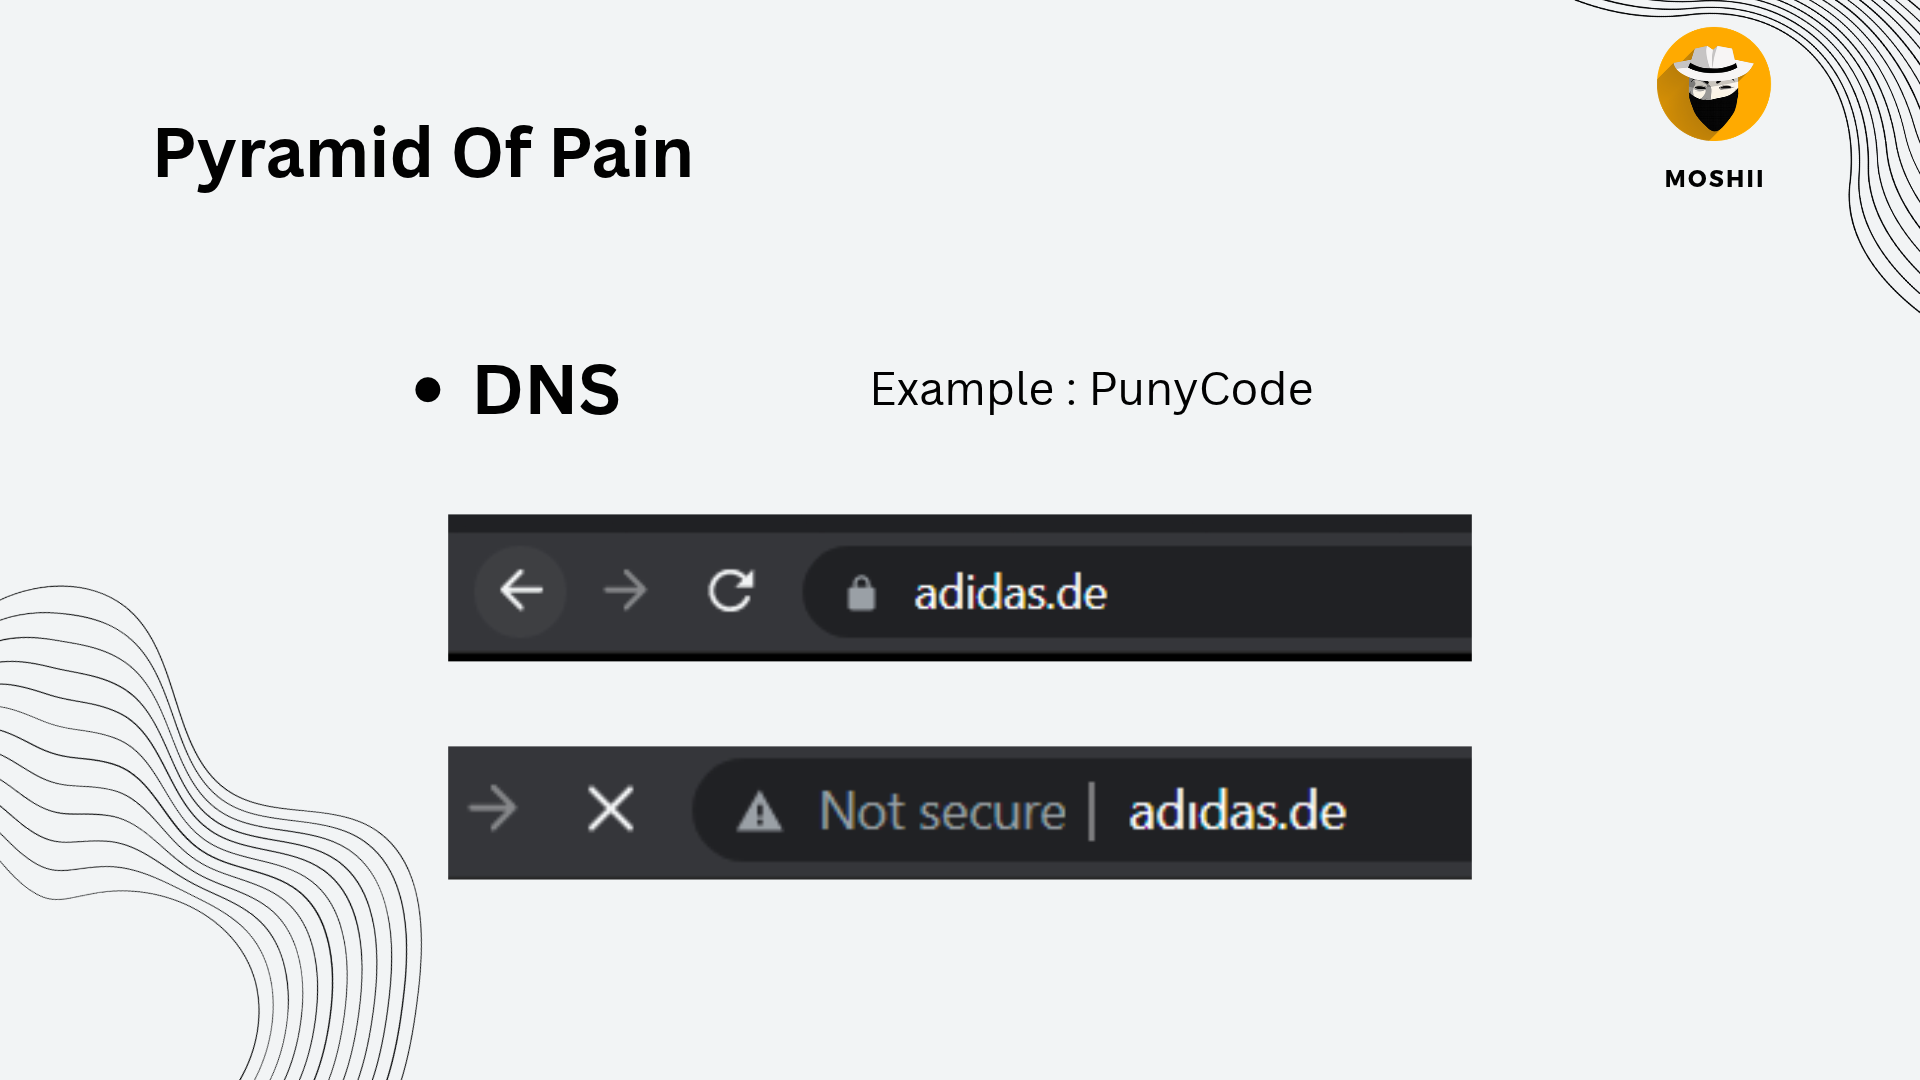 MOSHII
Pyramid Of Pain
• DNS
Example : PunyCode
adidas.de
Not secure | adıdas.de